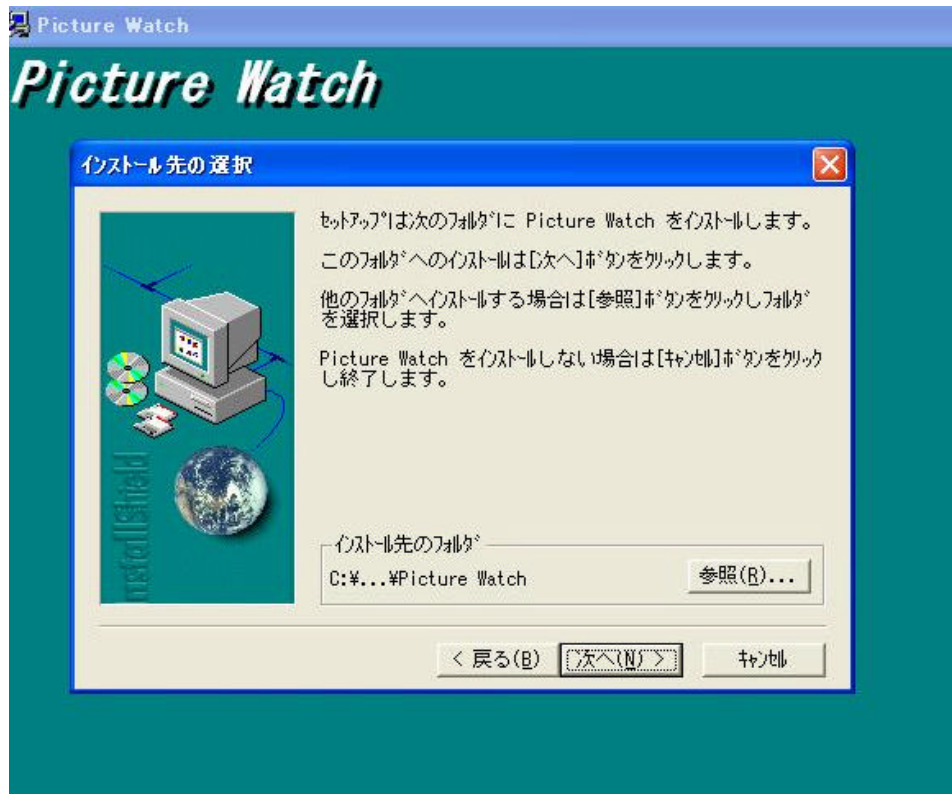 Picture Watch
Picture Watch
ｲﾝｽﾄｰﾙ先の選択
ｾｯﾄｱｯﾌﾟは次のﾌｫﾙﾀﾞに Picture Watch をｲﾝｽﾄｰﾙします。
このﾌｫﾙﾀﾞへのｲﾝｽﾄｰﾙは[次へ]ﾎﾞﾀﾝをｸﾘｯｸします。
他のﾌｫﾙﾀﾞへｲﾝｽﾄｰﾙする場合は[参照]ﾎﾞﾀﾝをｸﾘｯｸしﾌｫﾙﾀﾞ
を選択します。
Picture Watch をｲﾝｽﾄｰﾙしない場合は[ｷｬﾝｾﾙ]ﾎﾞﾀﾝをｸﾘｯｸ
し終了します。
InstallShield
ｲﾝｽﾄｰﾙ先のﾌｫﾙﾀﾞ
C:¥...¥Picture Watch
参照(R)...
< 戻る(B)
次へ(N) >
ｷｬﾝｾﾙ